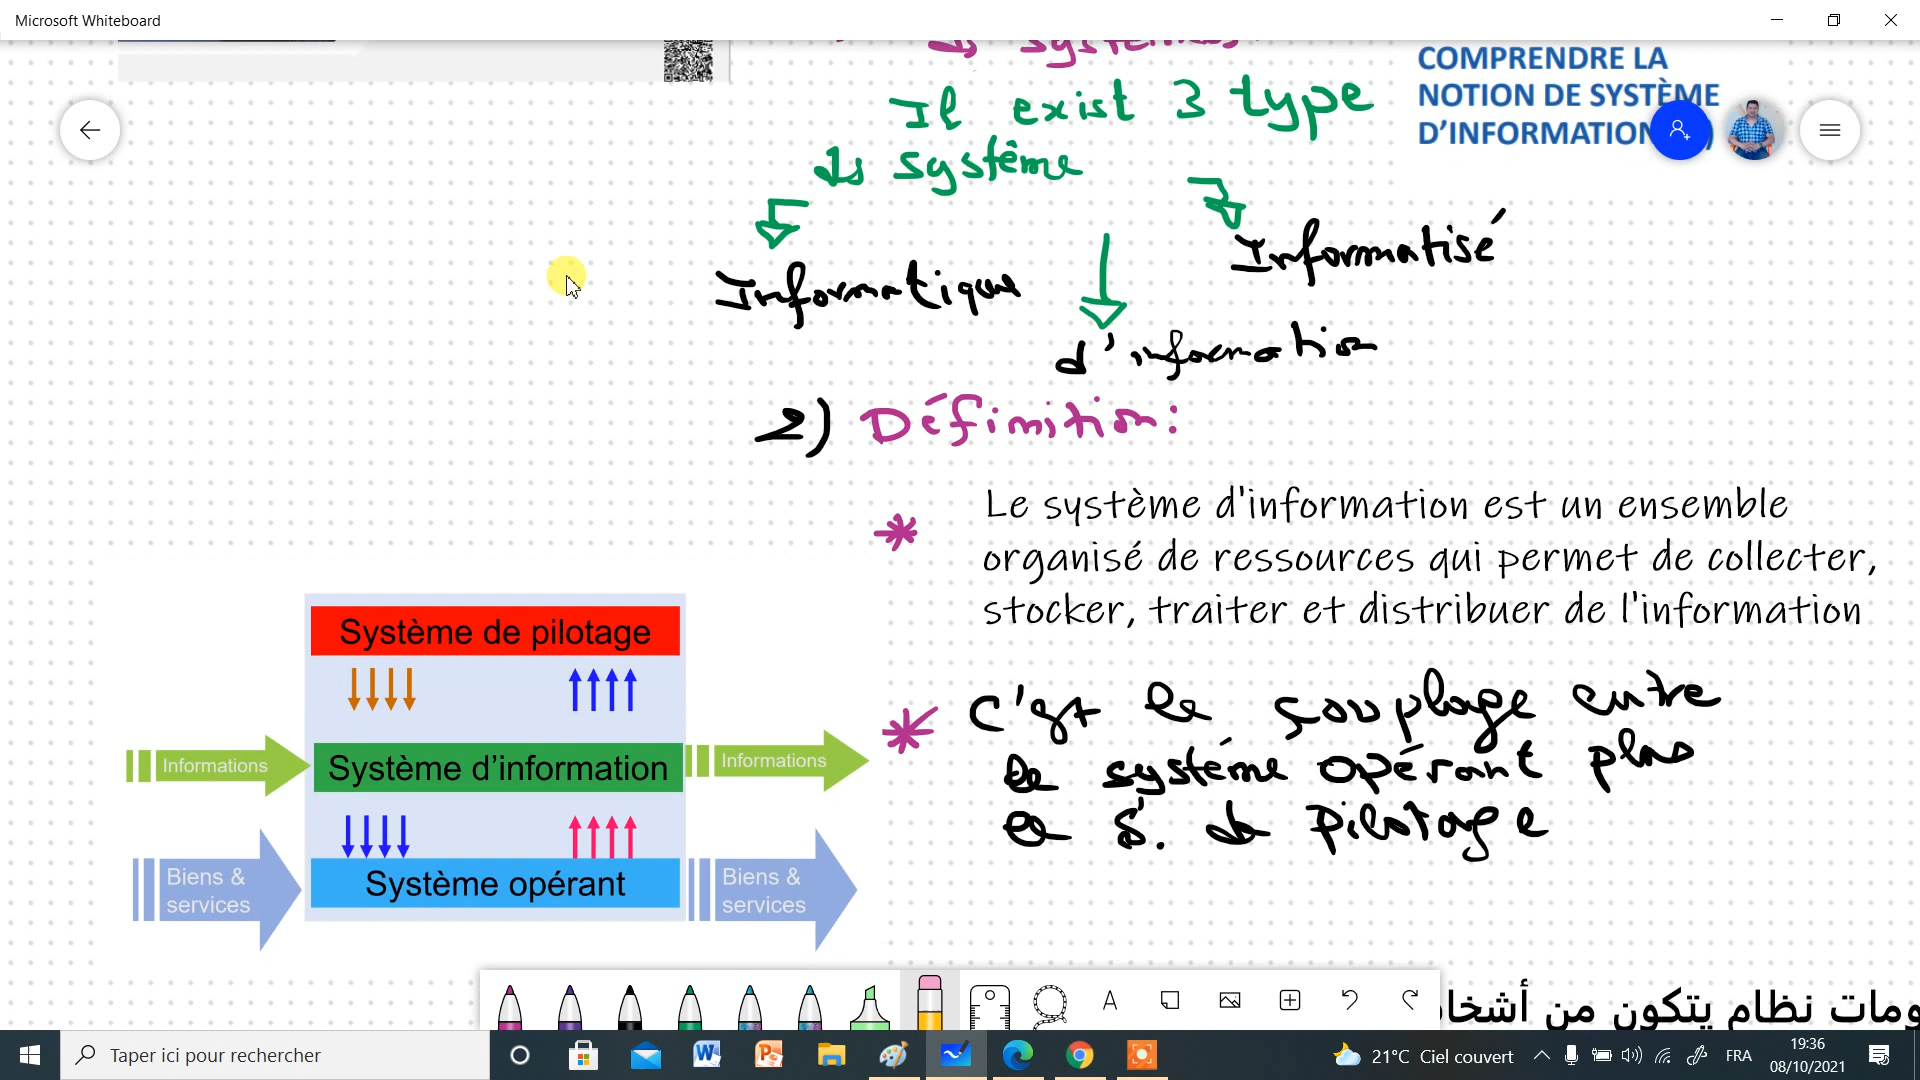 Microsoft Whiteboard
ds systèmes
COMPRENDRE LA
NOTION DE SYSTÈME
D'INFORMATION
Il exist 3 type
ds système
Informatique
d'information
Informatisé
2) Définition:
* Le système d'information est un ensemble
organisé de ressources qui permet de collecter,
stocker, traiter et distribuer de l'information
* C'est le couplage entre
le système opérant plus
le S. de pilotage
Système de pilotage
Informations
Système d'information
Informations
Biens &
services
Système opérant
Biens &
services
ومات نظام يتكون من أشخا
Taper ici pour rechercher
21°C Ciel couvert
FRA
19:36
08/10/2021